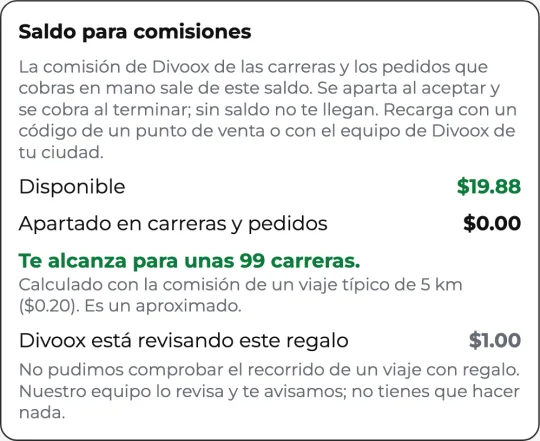 Saldo para comisiones
La comisión de Divoox de las carreras y los pedidos que
cobras en mano sale de este saldo. Se aparta al aceptar y
se cobra al terminar; sin saldo no te llegan. Recarga con un
código de un punto de venta o con el equipo de Divoox de
tu ciudad.
Disponible $19.88
Apartado en carreras y pedidos $0.00
Te alcanza para unas 99 carreras.
Calculado con la comisión de un viaje típico de 5 km
($0.20). Es un aproximado.
Divoox está revisando este regalo $1.00
No pudimos comprobar el recorrido de un viaje con regalo.
Nuestro equipo lo revisa y te avisamos; no tienes que hacer
nada.